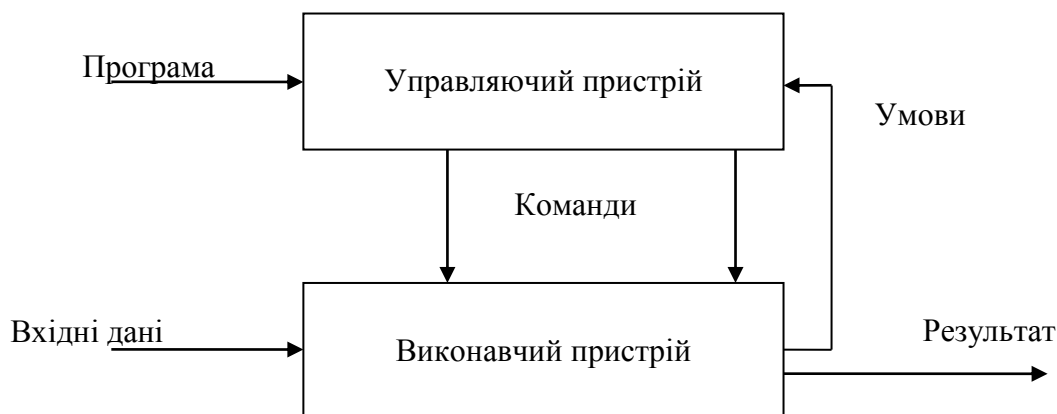 Програма
Управляючий пристрій
Умови
Команди
Вхідні дані
Виконавчий пристрій
Результат